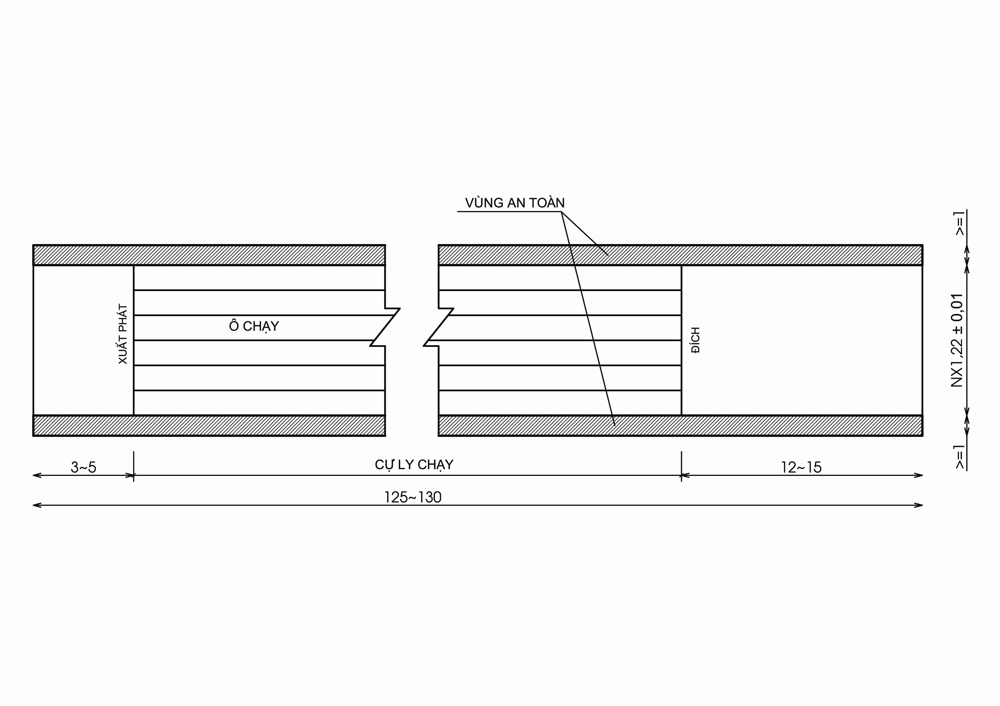 VÙNG AN TOÀN
>=1
XUẤT PHÁT
Ô CHẠY
ĐÍCH
NX1,22 ± 0,01
>=1
3~5
CỰ LY CHẠY
12~15
125~130